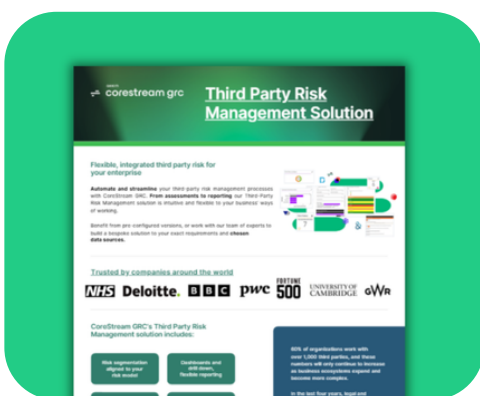 corestream grc
Third Party Risk
Management Solution
Flexible, integrated third party risk for
your enterprise
Automate and streamline your third-party risk management processes
with CoreStream GRC. From assessments to reporting our Third-Party
Risk Management solution is intuitive and flexible to your business' ways
of working.
Benefit from pre-configured versions, or work with our team of experts to
build a bespoke solution to your exact requirements and chosen
data sources.
Trusted by companies around the world
NHS Deloitte. BBC pwc FORTUNE 500 UNIVERSITY OF CAMBRIDGE GWR
CoreStream GRC's Third Party Risk
Management solution includes:
Risk segmentation
aligned to your
risk model
Dashboards and
drill down,
flexible reporting
60% of organizations work with
over 1,000 third parties, and these
numbers will only continue to increase
as business ecosystems expand and
become more complex.
In the last four years, legal and